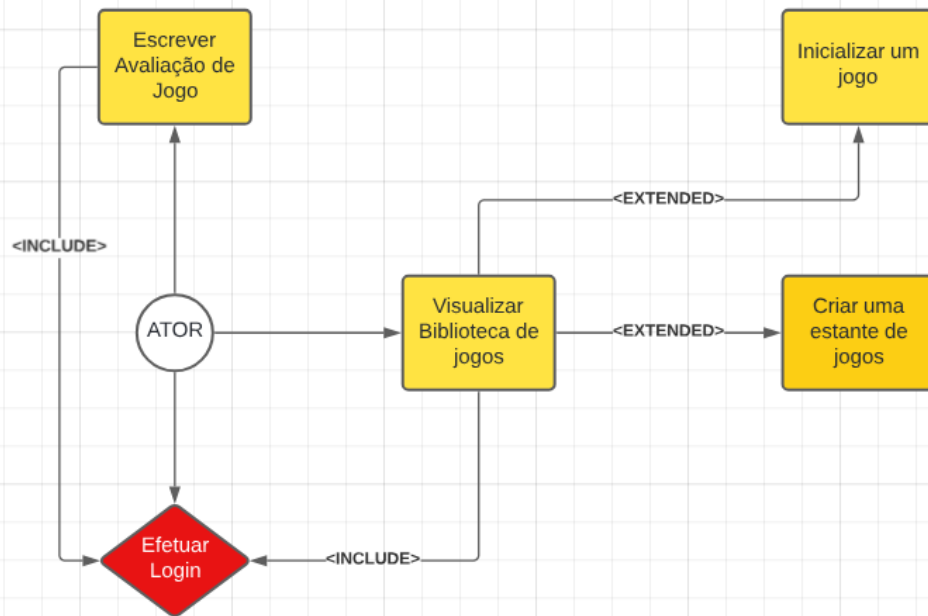 Escrever
Avaliação de
Jogo
Inicializar um
jogo
<EXTENDED>
<INCLUDE>
ATOR
Visualizar
Biblioteca de
jogos
<EXTENDED>
Criar uma
estante de
jogos
Efetuar
Login
<INCLUDE>